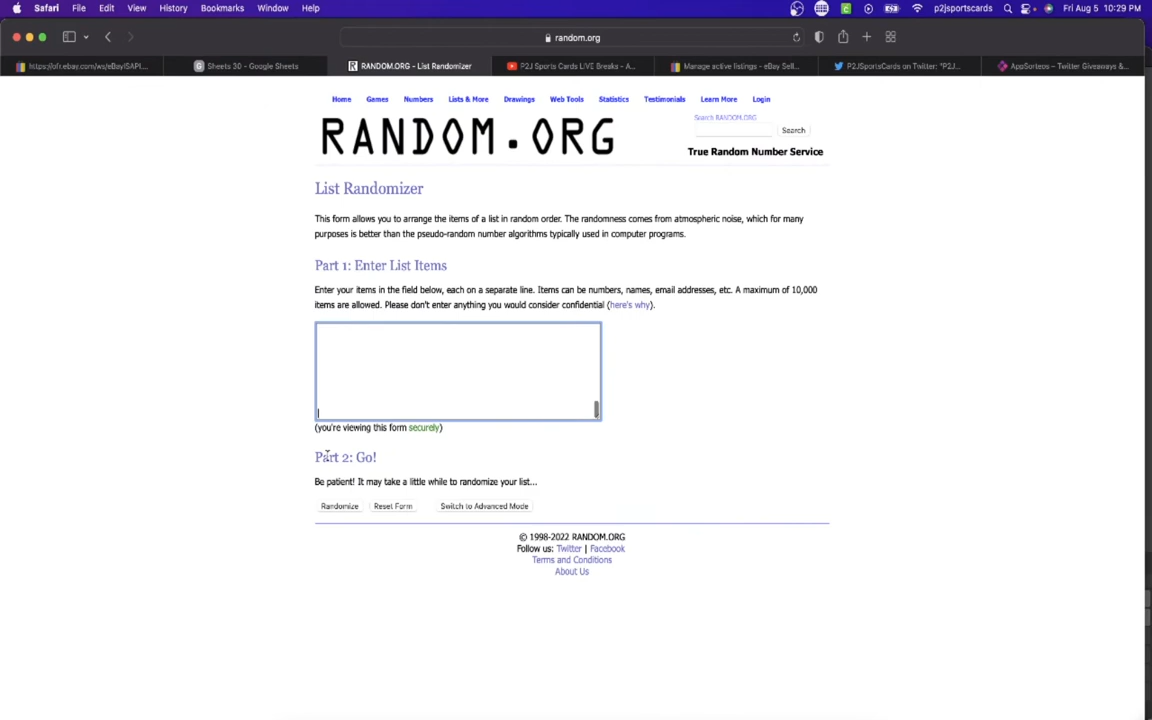 Safari File Edit View History Bookmarks Window Help p2jsportscards Fri Aug 5 10:29 PM
random.org
https://ofr.ebay.com/ws/eBayISAPI... Sheets 30 - Google Sheets RANDOM.ORG - List Randomizer P2J Sports Cards LIVE Breaks - A... Manage active listings - eBay Sell... P2JSportsCards on Twitter: "P2J... AppSorteos – Twitter Giveaways &...
Home Games Numbers Lists & More Drawings Web Tools Statistics Testimonials Learn More Login
Search RANDOM.ORG
RANDOM.ORG
Search
True Random Number Service
List Randomizer
This form allows you to arrange the items of a list in random order. The randomness comes from atmospheric noise, which for many
purposes is better than the pseudo-random number algorithms typically used in computer programs.
Part 1: Enter List Items
Enter your items in the field below, each on a separate line. Items can be numbers, names, email addresses, etc. A maximum of 10,000
items are allowed. Please don't enter anything you would consider confidential (here's why).
(you're viewing this form securely)
Part 2: Go!
Be patient! It may take a little while to randomize your list...
Randomize Reset Form Switch to Advanced Mode
© 1998-2022 RANDOM.ORG
Follow us: Twitter | Facebook
Terms and Conditions
About Us